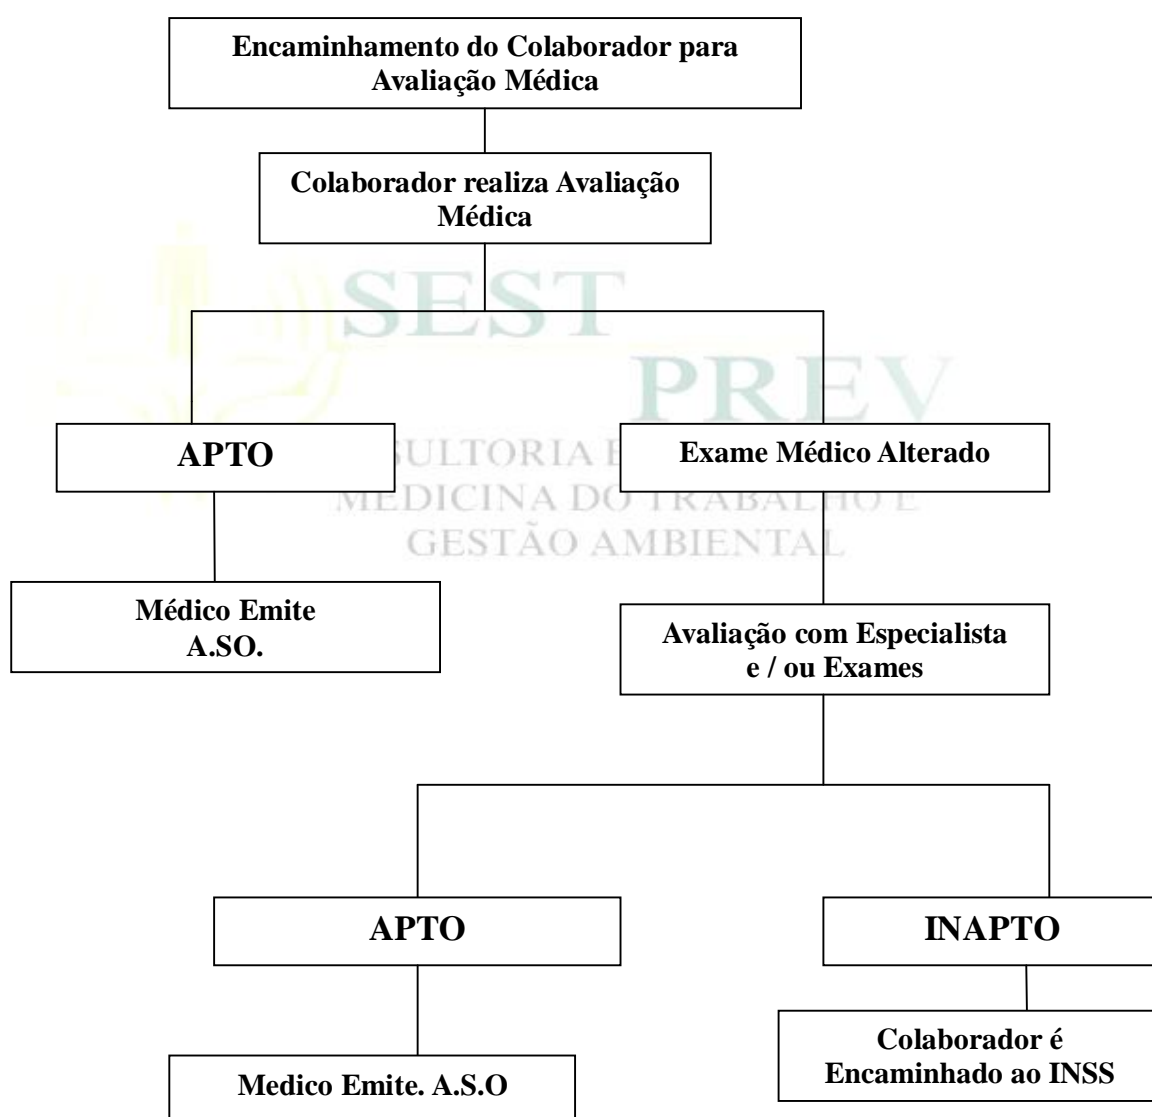 Encaminhamento do Colaborador para
Avaliação Médica
Colaborador realiza Avaliação
Médica
SEST
PREV
APTO
Exame Médico Alterado
MEDICINA DO TRABALHO E
GESTÃO AMBIENTAL
Médico Emite
A.SO.
Avaliação com Especialista
e / ou Exames
APTO
INAPTO
Colaborador é
Encaminhado ao INSS
Medico Emite. A.S.O